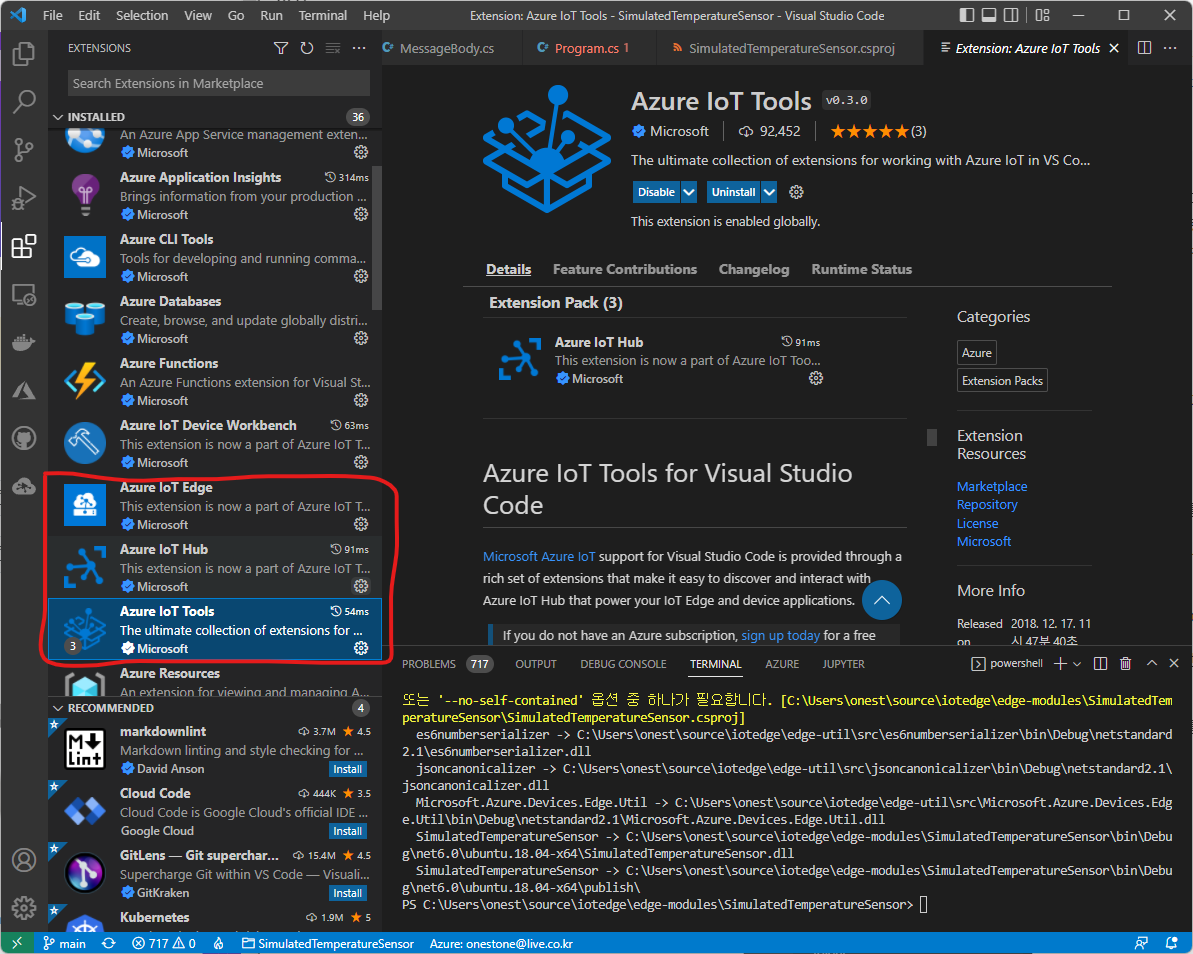 File Edit Selection View Go Run Terminal Help
Extension: Azure IoT Tools - SimulatedTemperatureSensor - Visual Studio Code
EXTENSIONS
Search Extensions in Marketplace
INSTALLED 36
An Azure App Service management exten...
Microsoft
Azure Application Insights 314ms
Brings information from your production ...
Microsoft
Azure CLI Tools
Tools for developing and running comma...
Microsoft
Azure Databases
Create, browse, and update globally distri...
Microsoft
Azure Functions
An Azure Functions extension for Visual St...
Microsoft
Azure IoT Device Workbench 63ms
This extension is now a part of Azure IoT T...
Microsoft
Azure IoT Edge
This extension is now a part of Azure IoT T...
Microsoft
Azure IoT Hub 91ms
This extension is now a part of Azure IoT T...
Microsoft
Azure IoT Tools 54ms
The ultimate collection of extensions for ...
3 Microsoft
Azure Resources
An extension for viewing and managing A...
RECOMMENDED 4
markdownlint 3.7M 4.5
Markdown linting and style checking for ...
David Anson Install
Cloud Code 444K 3.5
Cloud Code is Google Cloud's official IDE ...
Google Cloud Install
GitLens — Git superchar... 15.4M 4.5
Supercharge Git within VS Code — Visuali...
GitKraken Install
Kubernetes 1.9M 5
MessageBody.cs Program.cs 1 SimulatedTemperatureSensor.csproj Extension: Azure IoT Tools
Azure IoT Tools v0.3.0
Microsoft 92,452 (3)
The ultimate collection of extensions for working with Azure IoT in VS Co...
Disable Uninstall
This extension is enabled globally.
Details Feature Contributions Changelog Runtime Status
Extension Pack (3)
Azure IoT Hub 91ms
This extension is now a part of Azure IoT Too...
Microsoft
Azure IoT Tools for Visual Studio
Code
Microsoft Azure IoT support for Visual Studio Code is provided through a
rich set of extensions that make it easy to discover and interact with
Azure IoT Hub that power your IoT Edge and device applications.
If you do not have an Azure subscription, sign up today for a free
Categories
Azure
Extension Packs
Extension
Resources
Marketplace
Repository
License
Microsoft
More Info
Released 2018. 12. 17. 11
on 시 47분 40초
PROBLEMS 717 OUTPUT DEBUG CONSOLE TERMINAL AZURE JUPYTER powershell
또는 '--no-self-contained' 옵션 중 하나가 필요합니다. [C:\Users\onest\source\iotedge\edge-modules\SimulatedTem
peratureSensor\SimulatedTemperatureSensor.csproj]
es6numberserializer -> C:\Users\onest\source\iotedge\edge-util\src\es6numberserializer\bin\Debug\netstandard
2.1\es6numberserializer.dll
jsoncanonicalizer -> C:\Users\onest\source\iotedge\edge-util\src\jsoncanonicalizer\bin\Debug\netstandard2.1\
jsoncanonicalizer.dll
Microsoft.Azure.Devices.Edge.Util -> C:\Users\onest\source\iotedge\edge-util\src\Microsoft.Azure.Devices.Edg
e.Util\bin\Debug\netstandard2.1\Microsoft.Azure.Devices.Edge.Util.dll
SimulatedTemperatureSensor -> C:\Users\onest\source\iotedge\edge-modules\SimulatedTemperatureSensor\bin\Debu
g\net6.0\ubuntu.18.04-x64\SimulatedTemperatureSensor.dll
SimulatedTemperatureSensor -> C:\Users\onest\source\iotedge\edge-modules\SimulatedTemperatureSensor\bin\Debu
g\net6.0\ubuntu.18.04-x64\publish\
PS C:\Users\onest\source\iotedge\edge-modules\SimulatedTemperatureSensor>
main 717 0 SimulatedTemperatureSensor Azure: onestone@live.co.kr